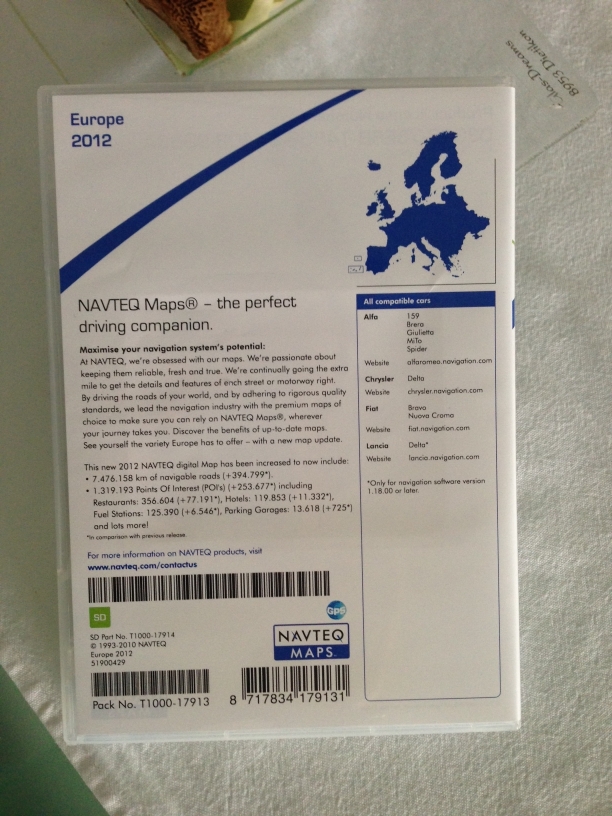 Europe
2012
NAVTEQ Maps® – the perfect
driving companion.
Maximise your navigation system's potential:
At NAVTEQ, we're obsessed with our maps. We're passionate about
keeping them reliable, fresh and true. We're continually going the extra
mile to get the details and features of each street or motorway right.
By driving the roads of your world, and by adhering to rigorous quality
standards, we lead the navigation industry with the premium maps of
choice to make sure you can rely on NAVTEQ Maps®, wherever
your journey takes you. Discover the benefits of up-to-date maps.
See yourself the variety Europe has to offer – with a new map update.
This new 2012 NAVTEQ digital Map has been increased to now include:
• 7.476.158 km of navigable roads (+394.799*).
• 1.319.193 Points Of Interest (POI's) (+253.677*) including
Restaurants: 356.604 (+77.191*), Hotels: 119.853 (+11.332*),
Fuel Stations: 125.390 (+6.546*), Parking Garages: 13.618 (+725*)
and lots more!
*In comparison with previous release.
For more information on NAVTEQ products, visit
www.navteq.com/contactus
SD
SD Part No. T1000-17914
© 1993-2010 NAVTEQ
Europe 2012
51900429
Pack No. T1000-17913
GPS
NAVTEQ
MAPS.
8 717834 179131
All compatible cars
Alfa 159
Brera
Giulietta
MiTo
Spider
Website alfaromeo.navigation.com
Chrysler Delta
Website chrysler.navigation.com
Fiat Bravo
Nuova Croma
Website fiat.navigation.com
Lancia Delta*
Website lancia.navigation.com
*Only for navigation software version
1.18.00 or later.
8953 Dietikon